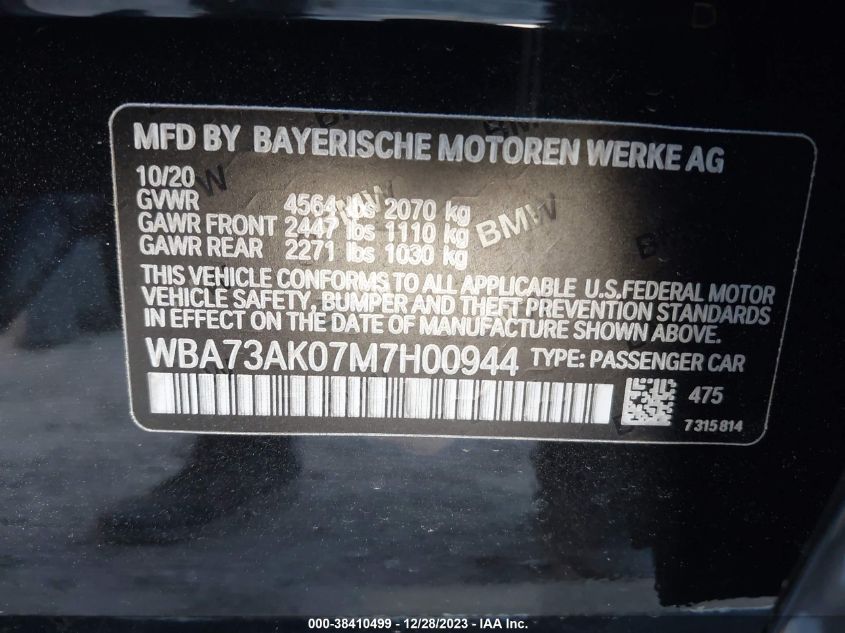 MFD BY BAYERISCHE MOTOREN WERKE AG
10/20
GVWR 4564 lbs 2070 kg
GAWR FRONT 2447 lbs 1110 kg
GAWR REAR 2271 lbs 1030 kg
THIS VEHICLE CONFORMS TO ALL APPLICABLE U.S.FEDERAL MOTOR
VEHICLE SAFETY, BUMPER AND THEFT PREVENTION STANDARDS
IN EFFECT ON THE DATE OF MANUFACTURE SHOWN ABOVE.
WBA73AK07M7H00944 TYPE: PASSENGER CAR
475
7315814
BMW
000-38410499 - 12/28/2023 - IAA Inc.